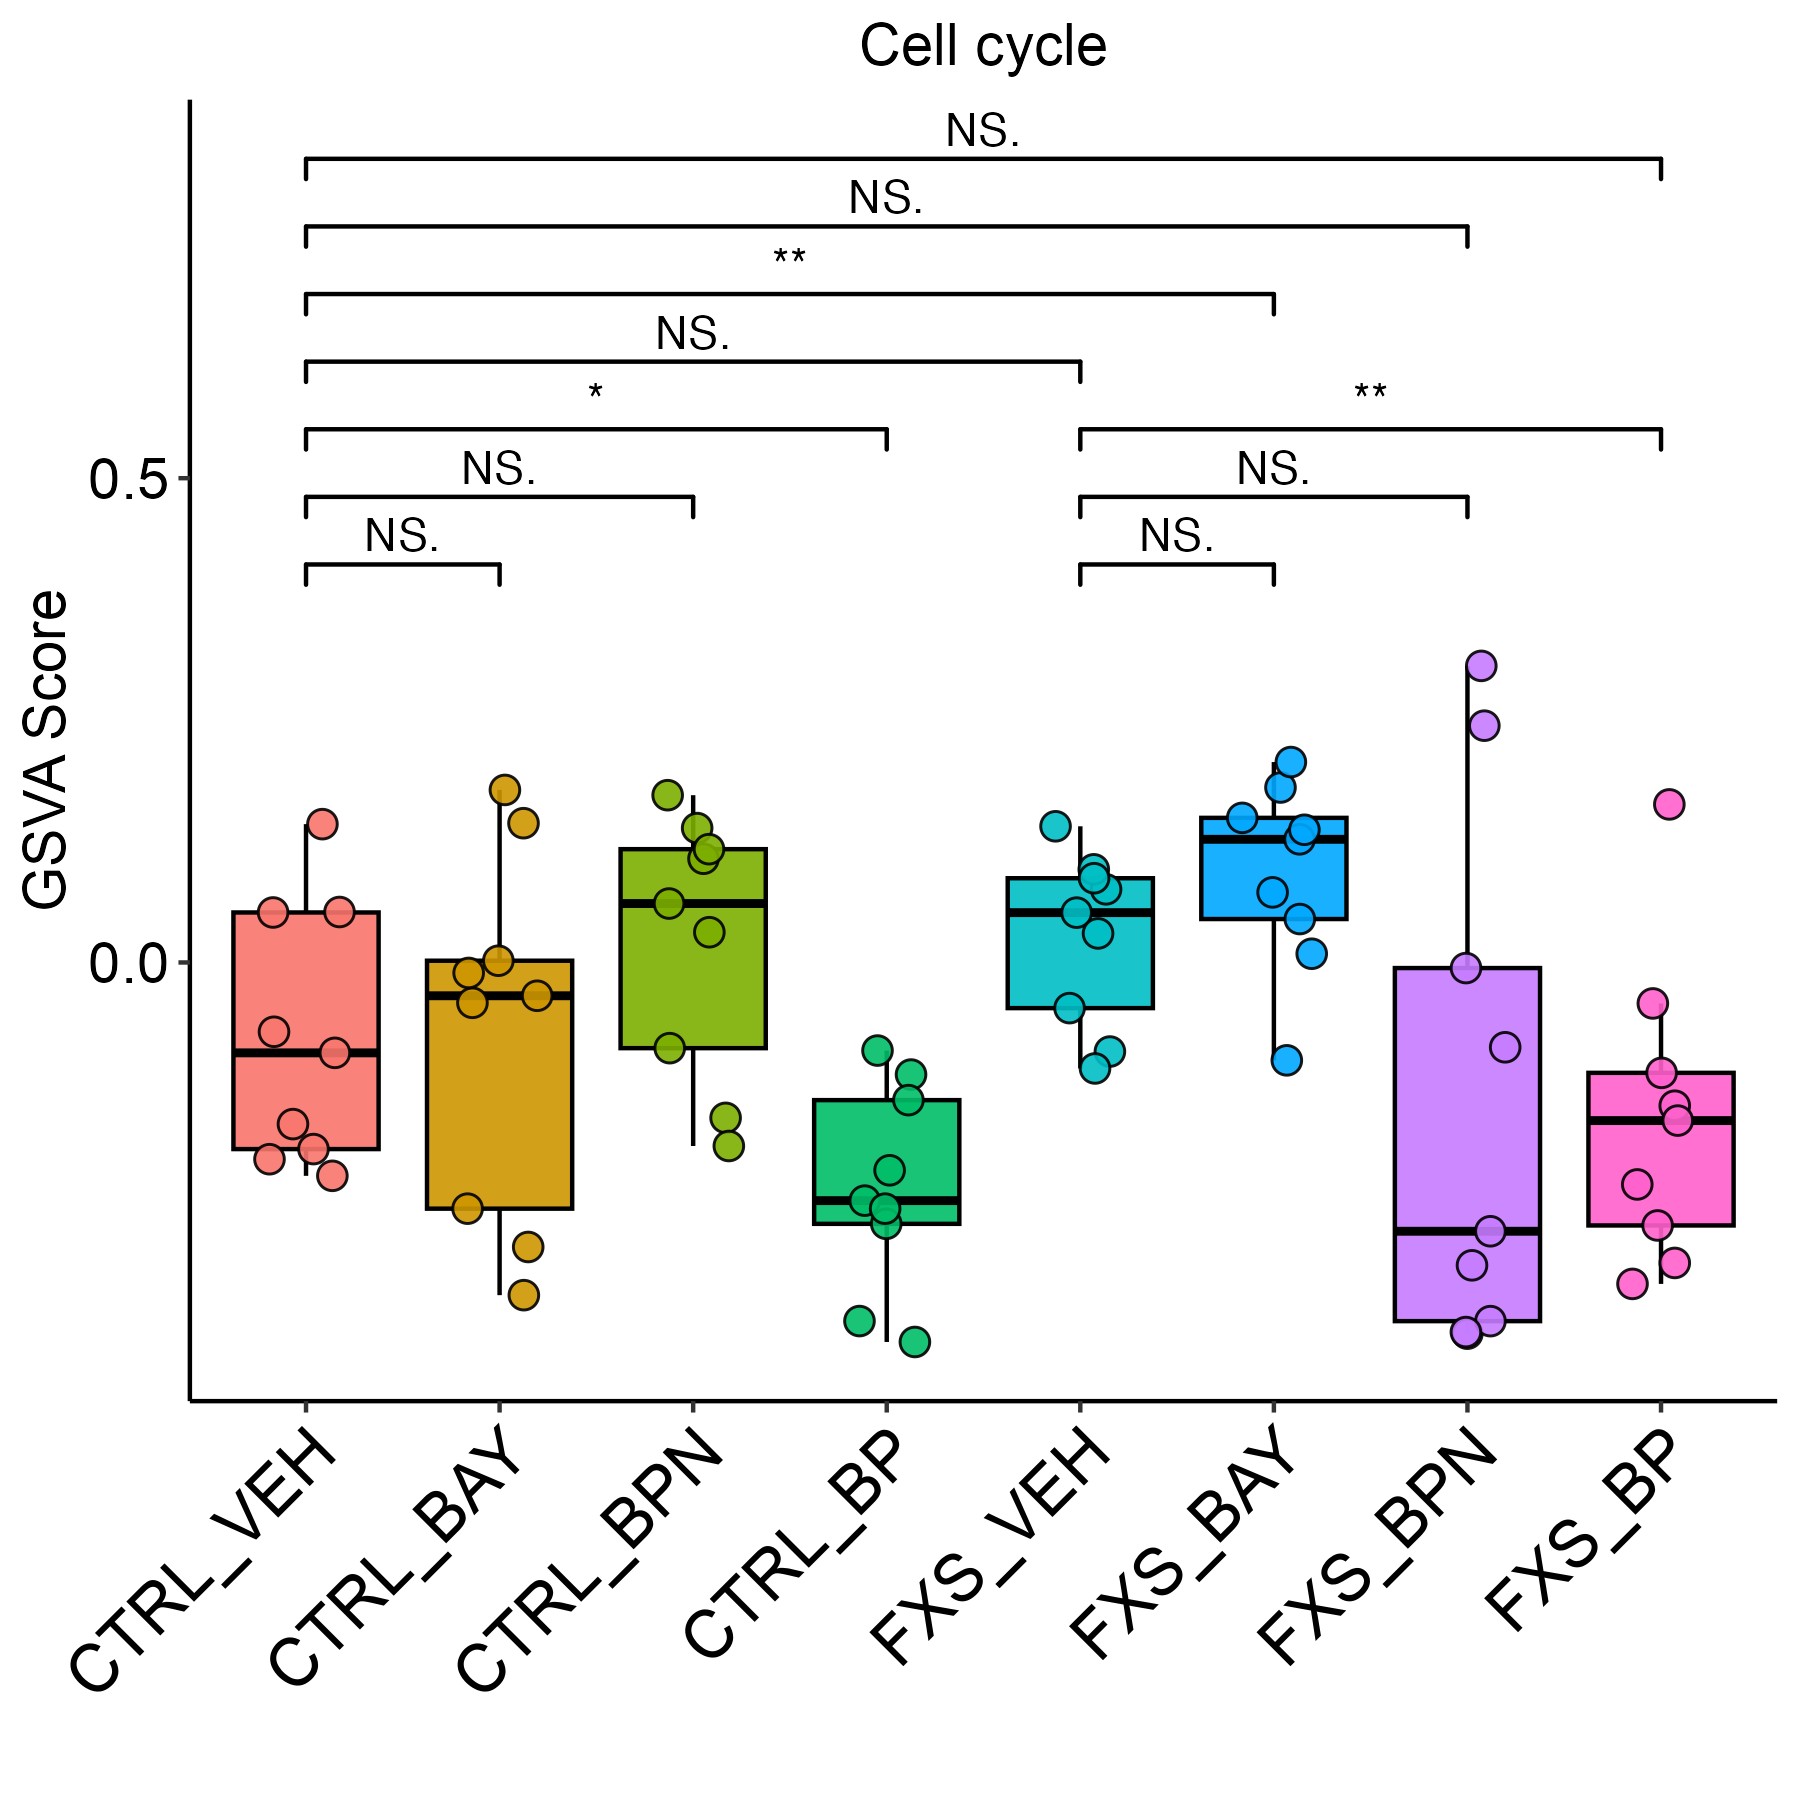 Cell cycle
NS.
NS.
**
NS.
* **
NS. NS.
NS. NS.
0.5
0.0
GSVA Score
CTRL_VEH
CTRL_BAY
CTRL_BPN
CTRL_BP
FXS_VEH
FXS_BAY
FXS_BPN
FXS_BP